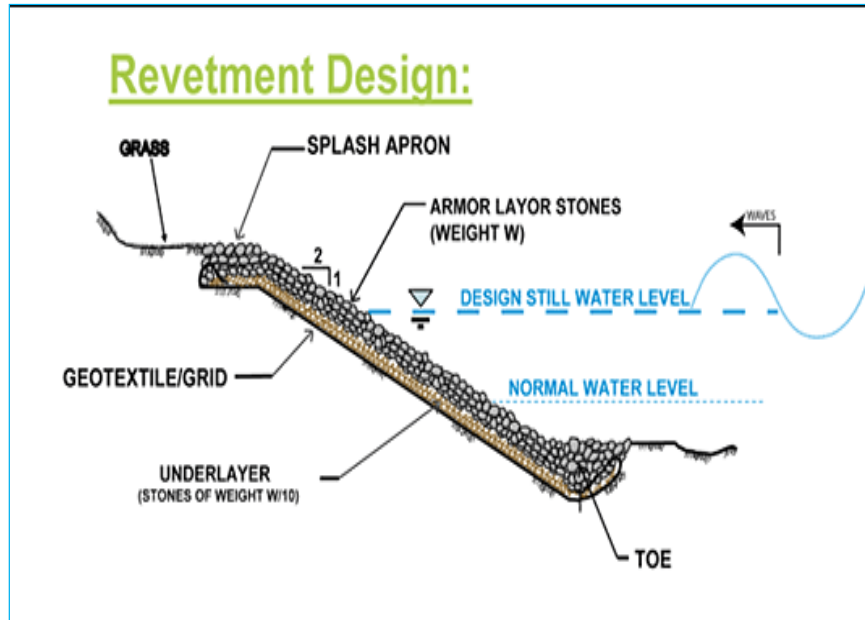 Revetment Design:
GRASS
SPLASH APRON
ARMOR LAYOR STONES
(WEIGHT W)
2
1
WAVES
DESIGN STILL WATER LEVEL
GEOTEXTILE/GRID
NORMAL WATER LEVEL
UNDERLAYER
(STONES OF WEIGHT W/10)
TOE